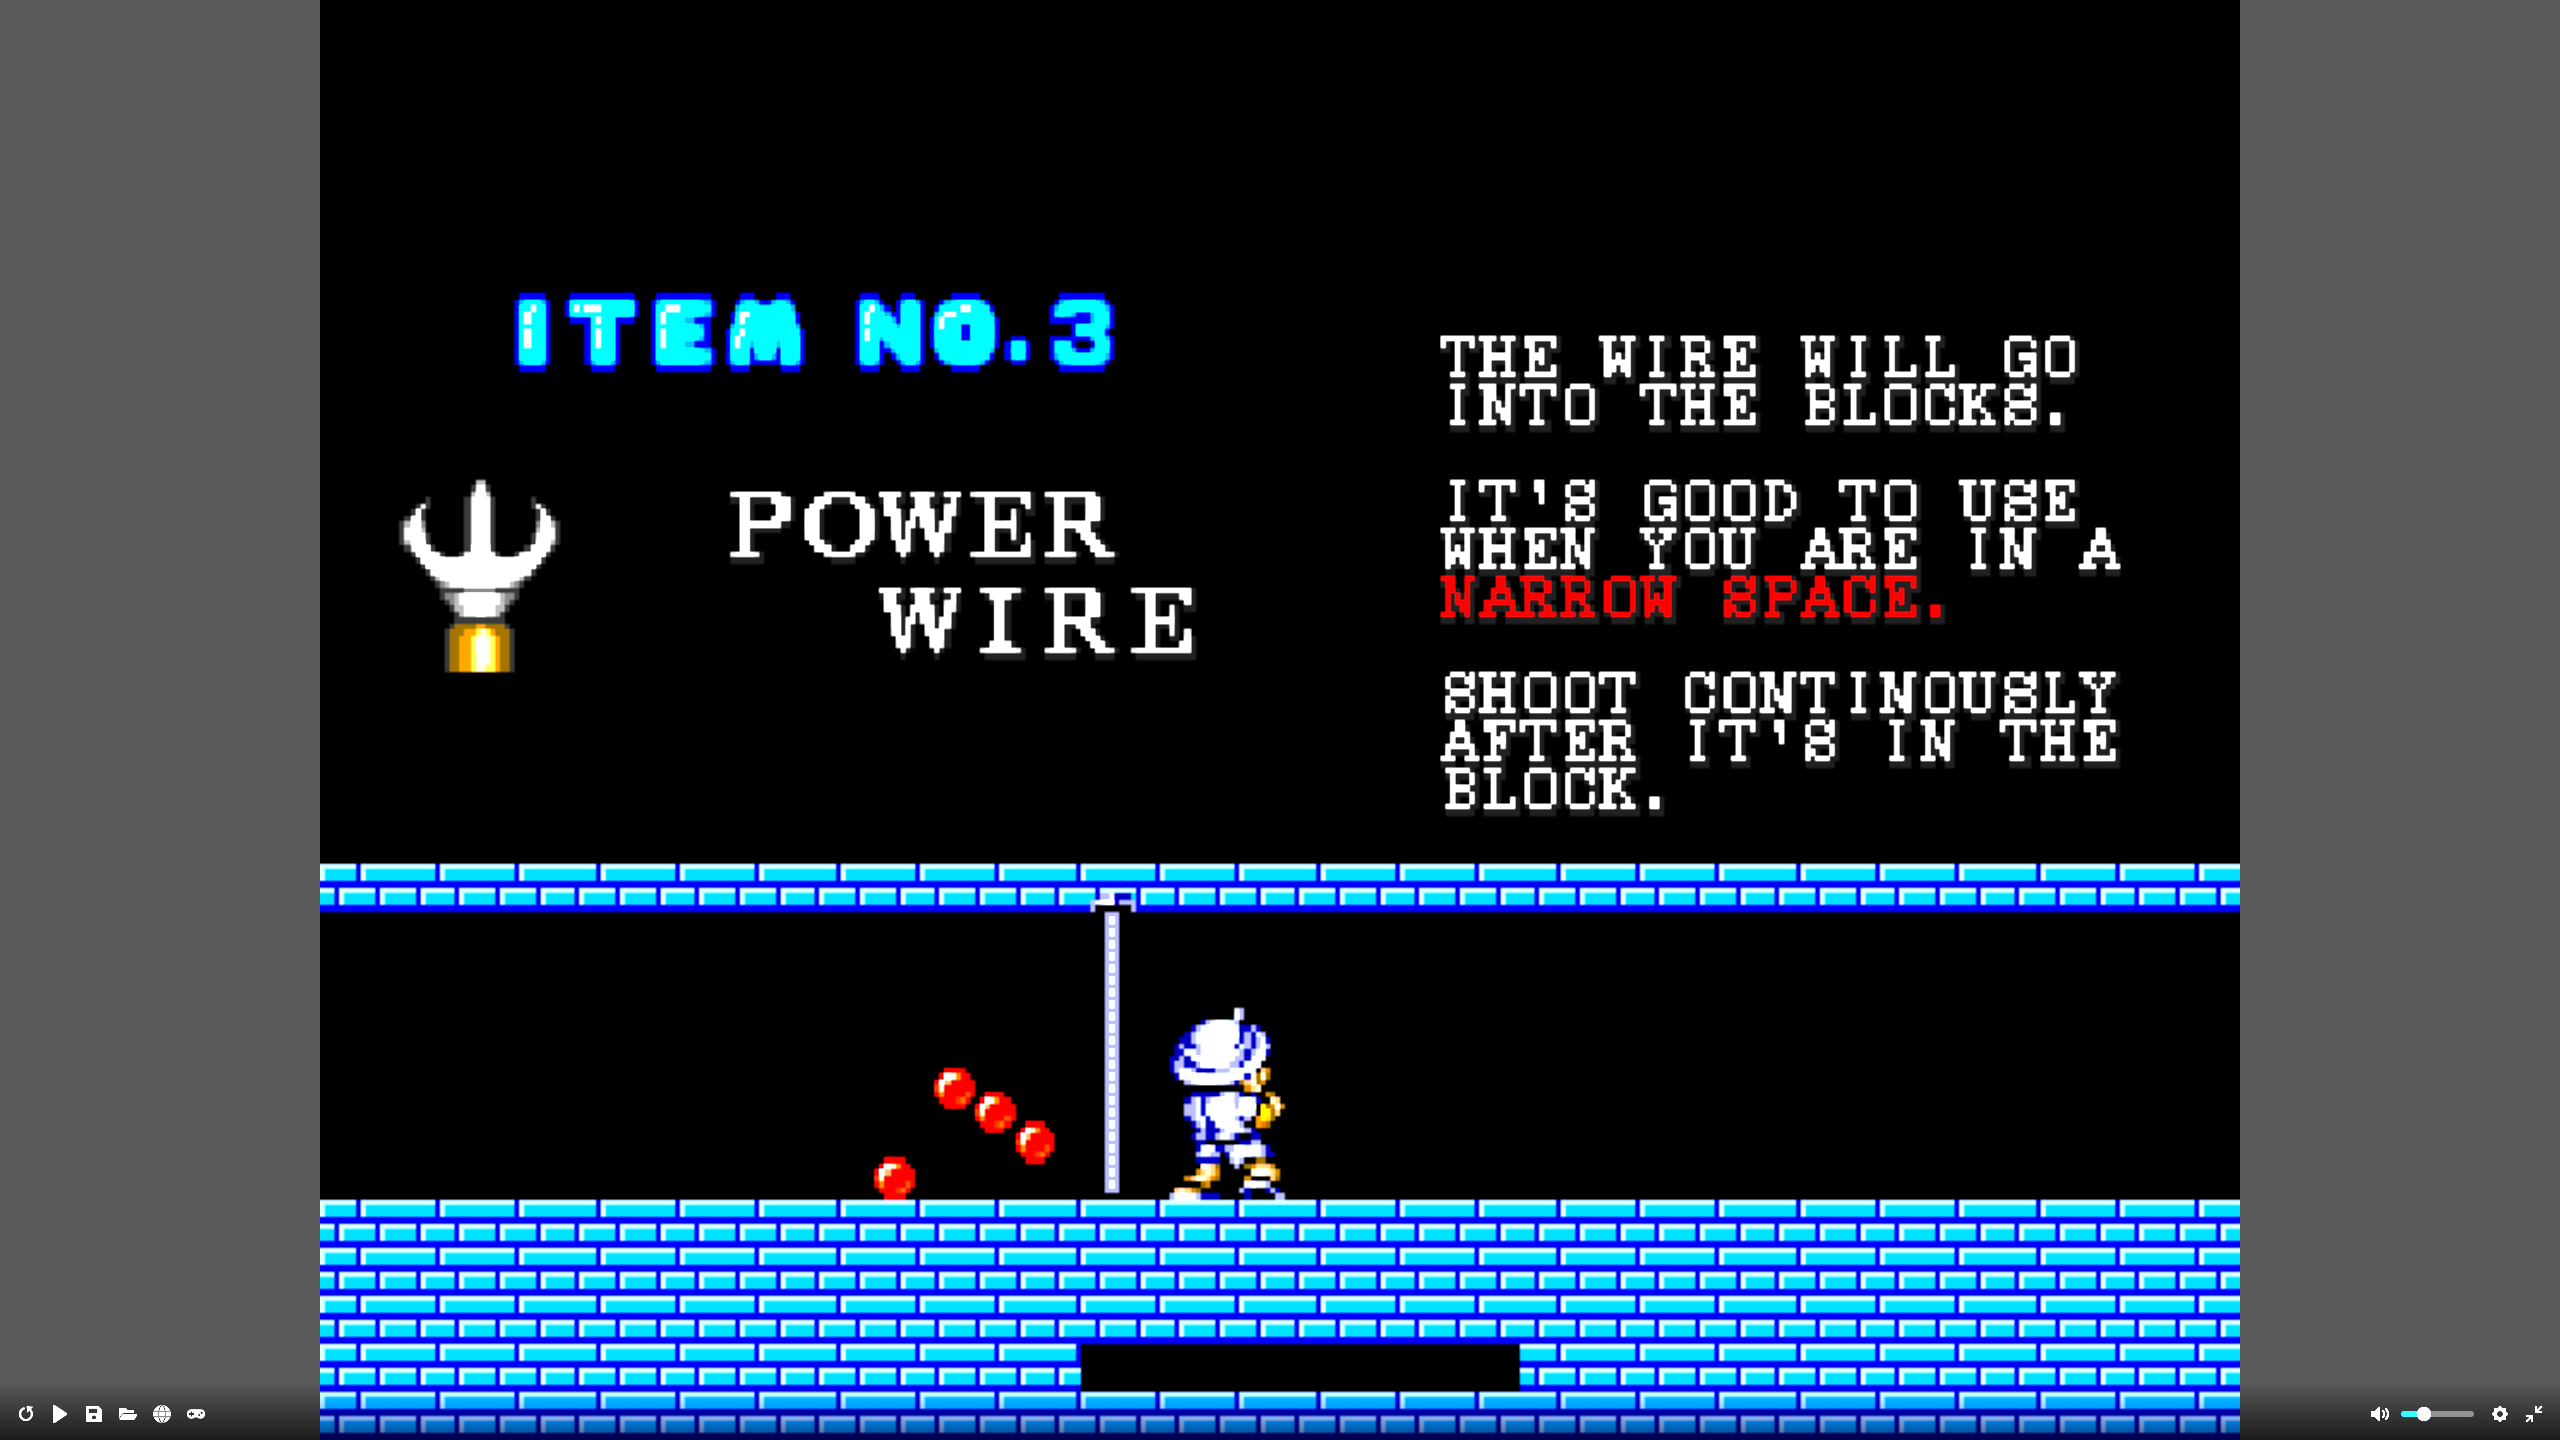 ITEM NO.3
POWER
WIRE
THE WIRE WILL GO
INTO THE BLOCKS.
IT'S GOOD TO USE
WHEN YOU ARE IN A
NARROW SPACE.
SHOOT CONTINOUSLY
AFTER IT'S IN THE
BLOCK.